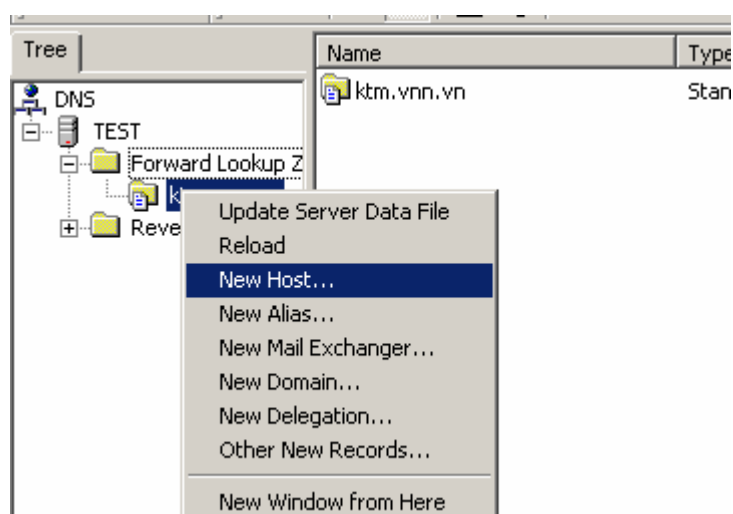 Tree
Name
Type
DNS
ktm.vnn.vn
Stan
TEST
Forward Lookup Z
k
Reve
Update Server Data File
Reload
New Host...
New Alias...
New Mail Exchanger...
New Domain...
New Delegation...
Other New Records...
New Window from Here